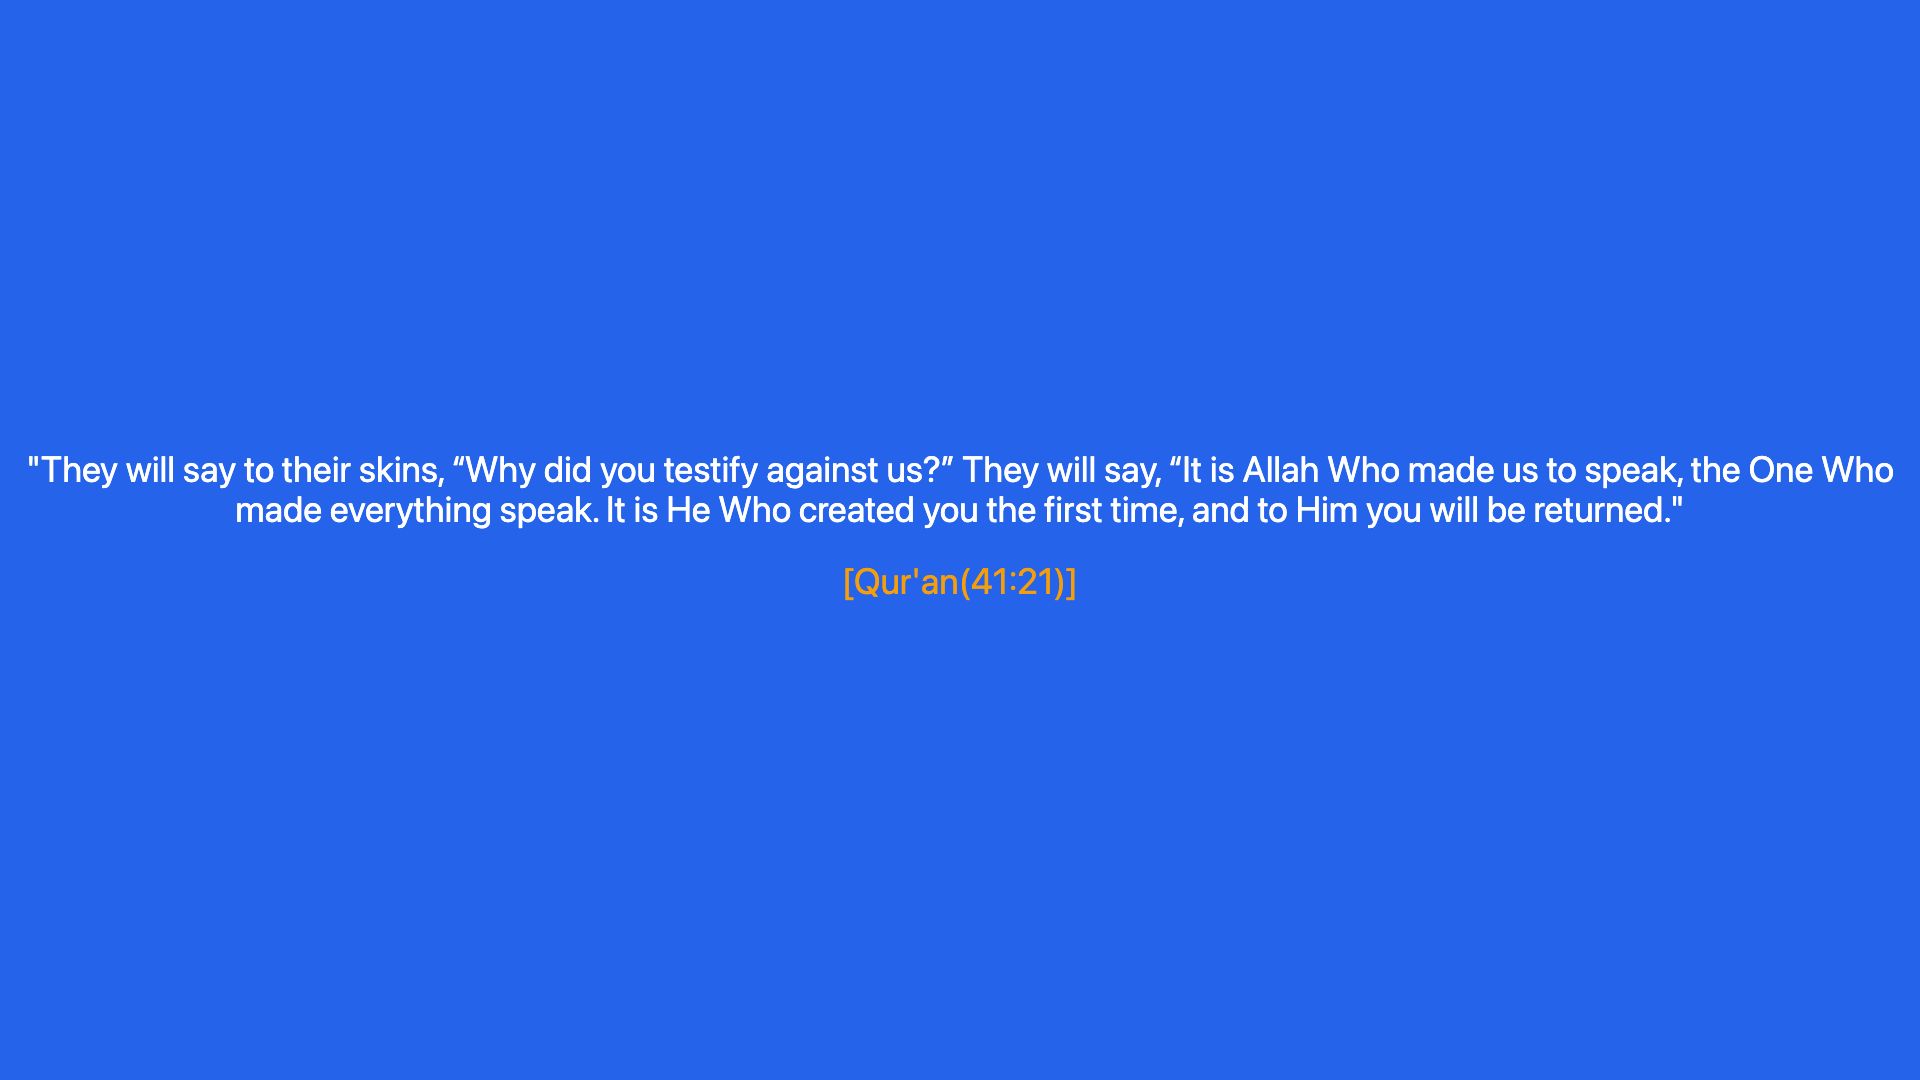 "They will say to their skins, “Why did you testify against us?” They will say, “It is Allah Who made us to speak, the One Who
made everything speak. It is He Who created you the first time, and to Him you will be returned."
[Qur'an(41:21)]